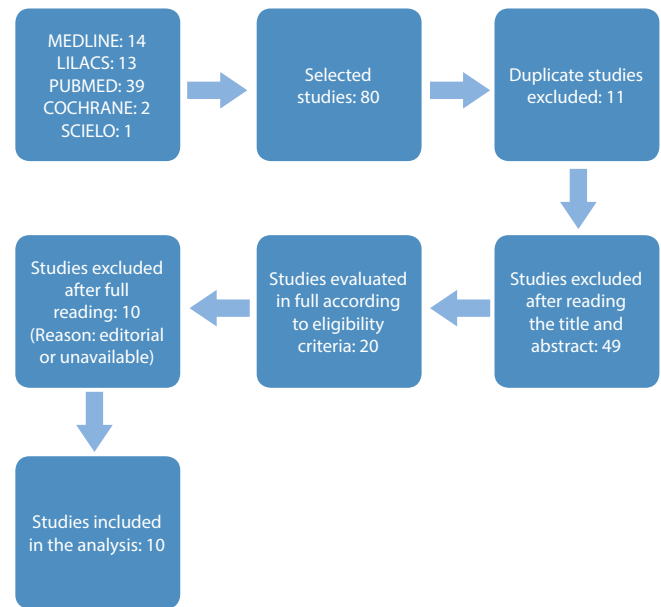 MEDLINE: 14
LILACS: 13
PUBMED: 39
COCHRANE: 2
SCIELO: 1
Selected
studies: 80
Duplicate studies
excluded: 11
Studies excluded
after reading
the title and
abstract: 49
Studies evaluated
in full according
to eligibility
criteria: 20
Studies excluded
after full
reading: 10
(Reason: editorial
or unavailable)
Studies included
in the analysis: 10